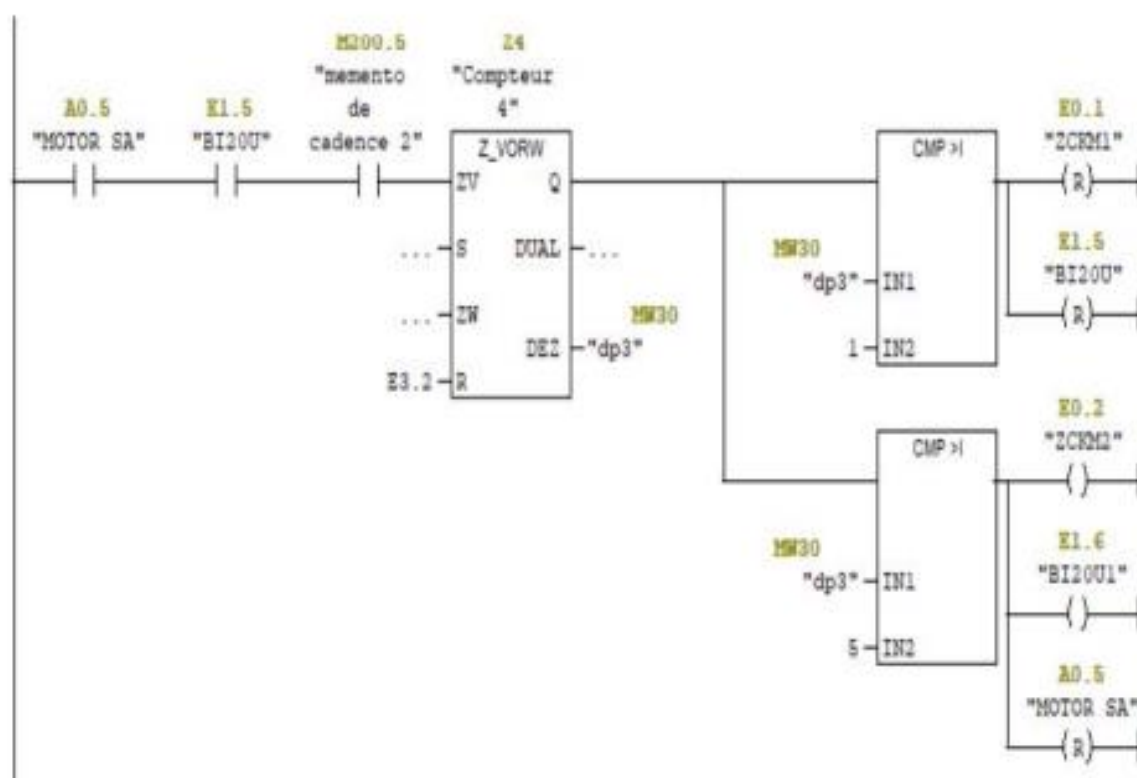 M200.5
"memento
de
cadence 2"
Z4
"Compteur
4"
A0.5
"MOTOR SA"
E1.5
"BI20U"
Z_VORW
ZV
Q
... S
DUAL ...
... ZW
MW30
DEZ "dp3"
E3.2 R
CMP >I
MW30
"dp3" IN1
1 IN2
E0.1
"ZCKM1"
(R)
E1.5
"BI20U"
(R)
CMP >I
MW30
"dp3" IN1
5 IN2
E0.2
"ZCKM2"
( )
E1.6
"BI20U1"
( )
A0.5
"MOTOR SA"
(R)